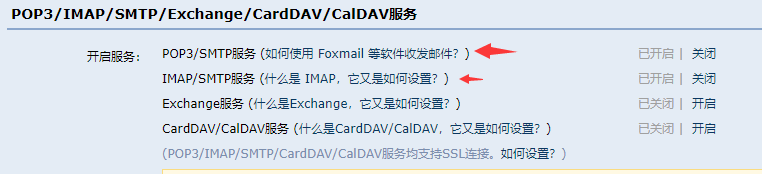 POP3/IMAP/SMTP/Exchange/CardDAV/CalDAV服务
开启服务： POP3/SMTP服务 (如何使用 Foxmail 等软件收发邮件？) 已开启 | 关闭
IMAP/SMTP服务 (什么是 IMAP，它又是如何设置？) 已开启 | 关闭
Exchange服务 (什么是Exchange，它又是如何设置？) 已关闭 | 开启
CardDAV/CalDAV服务 (什么是CardDAV/CalDAV，它又是如何设置？) 已关闭 | 开启
(POP3/IMAP/SMTP/CardDAV/CalDAV服务均支持SSL连接。如何设置？)